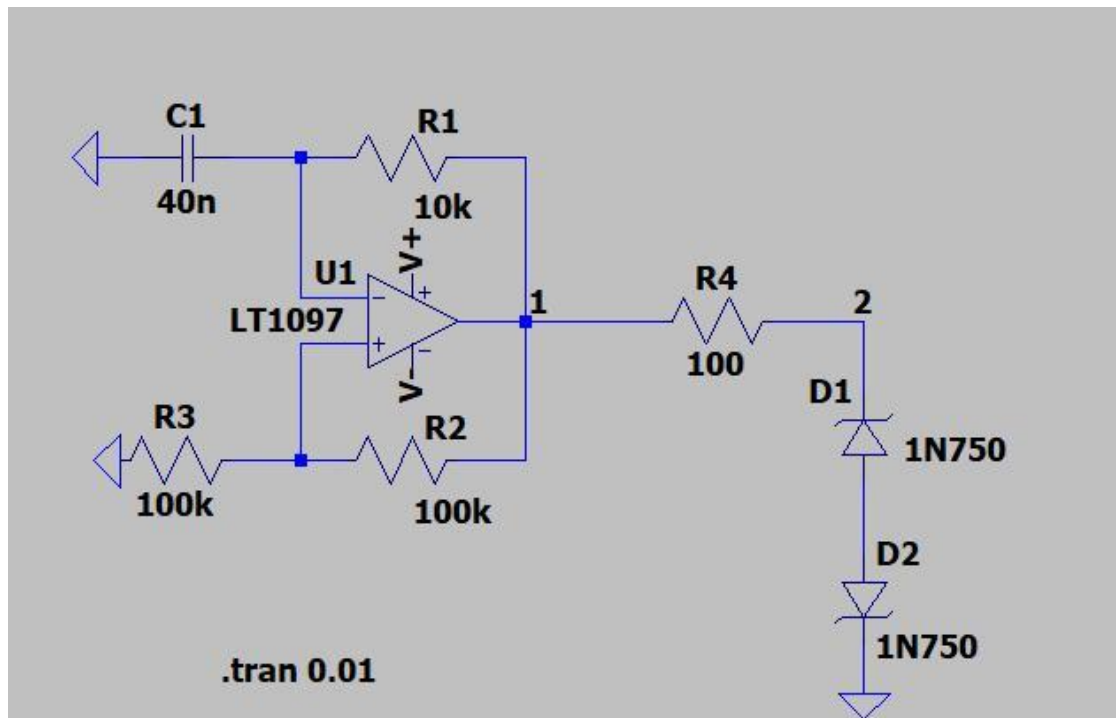 C1
R1
40n
10k
V+
U1
+
-
LT1097
+
-
V-
1
R4
2
100
D1
1N750
R3
R2
100k
100k
D2
1N750
.tran 0.01